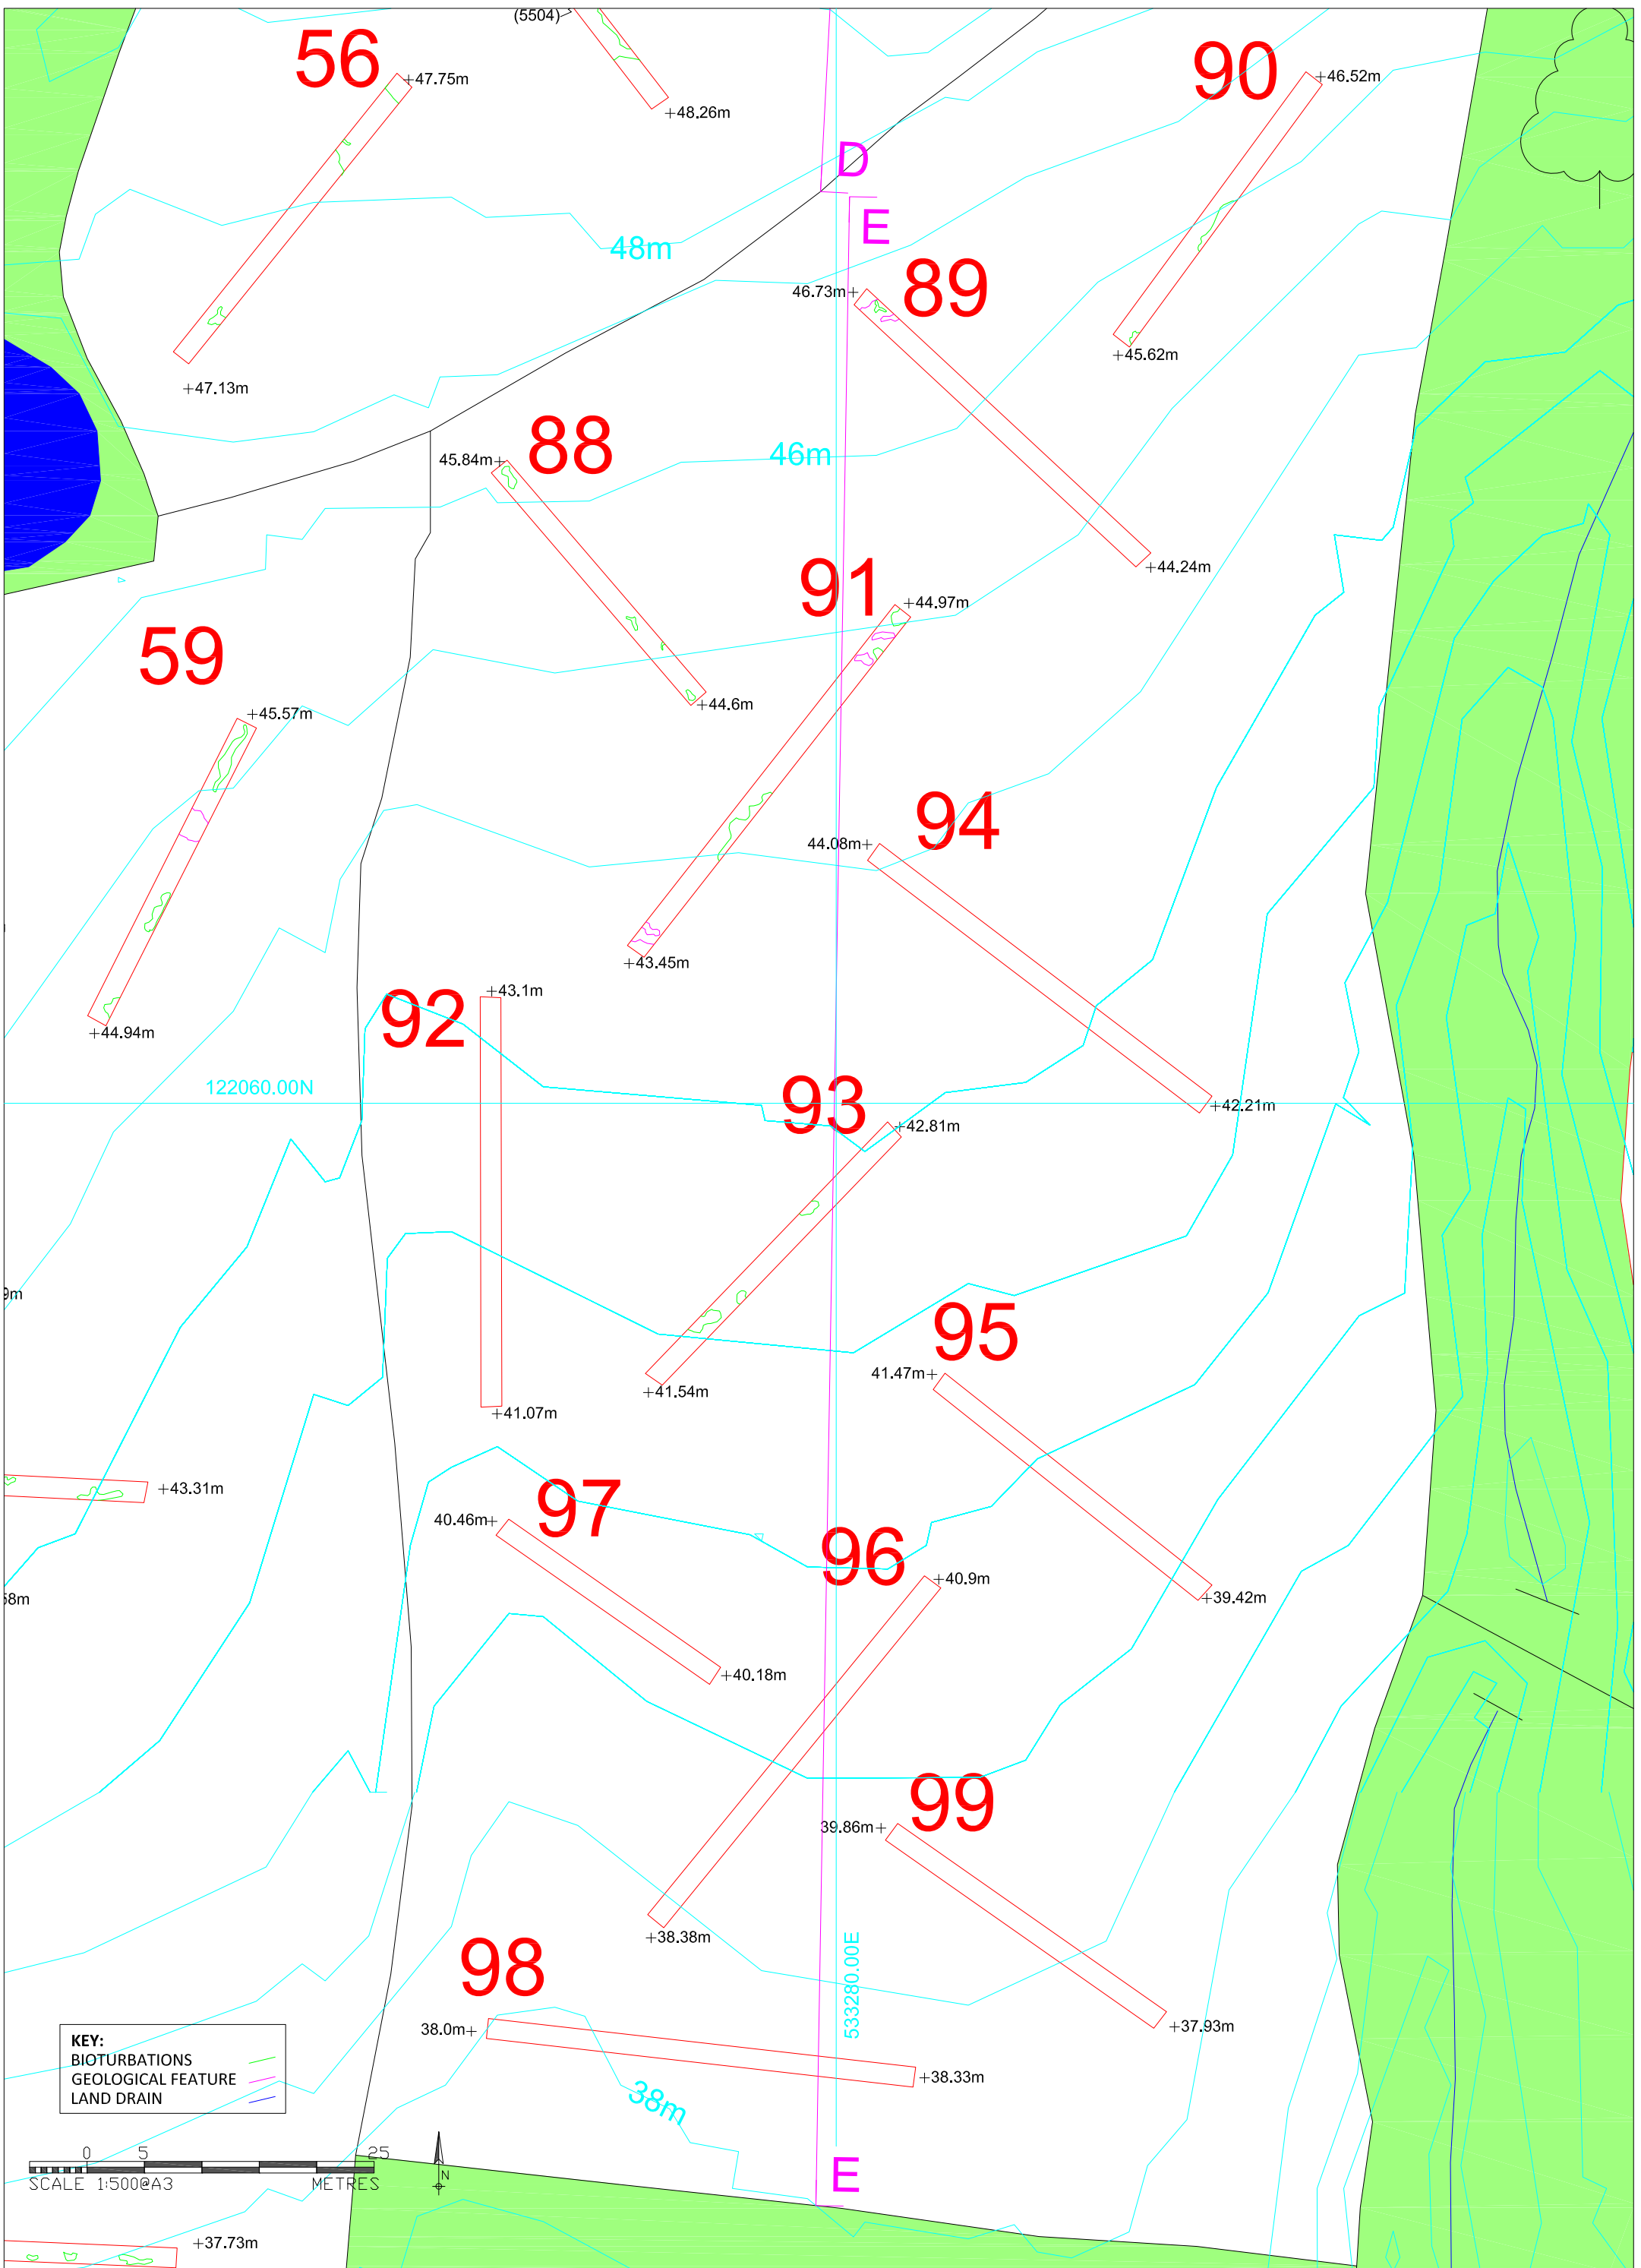 (5504)
56
+47.75m
90
+46.52m
+48.26m
D
E
48m
89
46.73m+
+45.62m
+47.13m
88
46m
45.84m+
91
+44.24m
+44.97m
59
+44.6m
+45.57m
94
44.08m+
+43.45m
92
+43.1m
+44.94m
122060.00N
93
+42.21m
+42.81m
9m
95
41.47m+
+41.54m
+41.07m
+43.31m
97
40.46m+
96
+40.9m
58m
+39.42m
+40.18m
99
39.86m+
+38.38m
98
533280.00E
38.0m+
+37.93m
KEY:
BIOTURBATIONS
GEOLOGICAL FEATURE
LAND DRAIN
+38.33m
38m
0 5 25
SCALE 1:500@A3 METRES
N
E
+37.73m